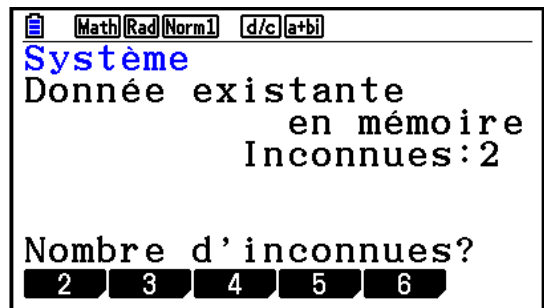 Math Rad Norm1 d/c a+bi
Système
Donnée existante
en mémoire
Inconnues:2
Nombre d'inconnues?
2 3 4 5 6